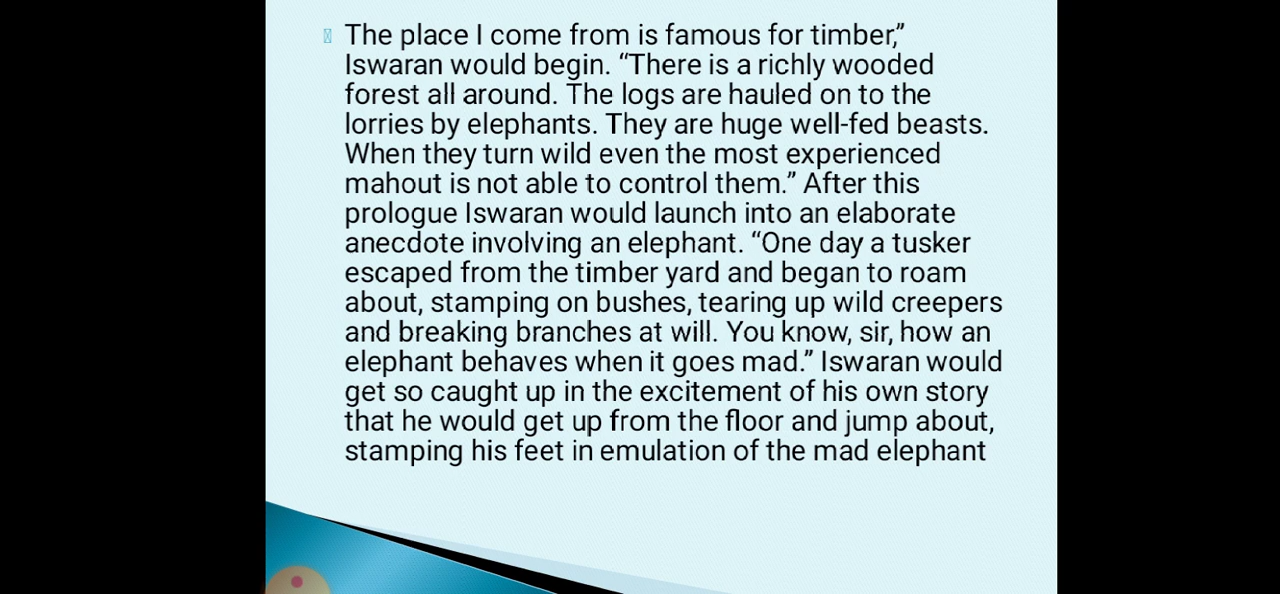 The place I come from is famous for timber,”
Iswaran would begin. “There is a richly wooded
forest all around. The logs are hauled on to the
lorries by elephants. They are huge well-fed beasts.
When they turn wild even the most experienced
mahout is not able to control them.” After this
prologue Iswaran would launch into an elaborate
anecdote involving an elephant. “One day a tusker
escaped from the timber yard and began to roam
about, stamping on bushes, tearing up wild creepers
and breaking branches at will. You know, sir, how an
elephant behaves when it goes mad.” Iswaran would
get so caught up in the excitement of his own story
that he would get up from the floor and jump about,
stamping his feet in emulation of the mad elephant